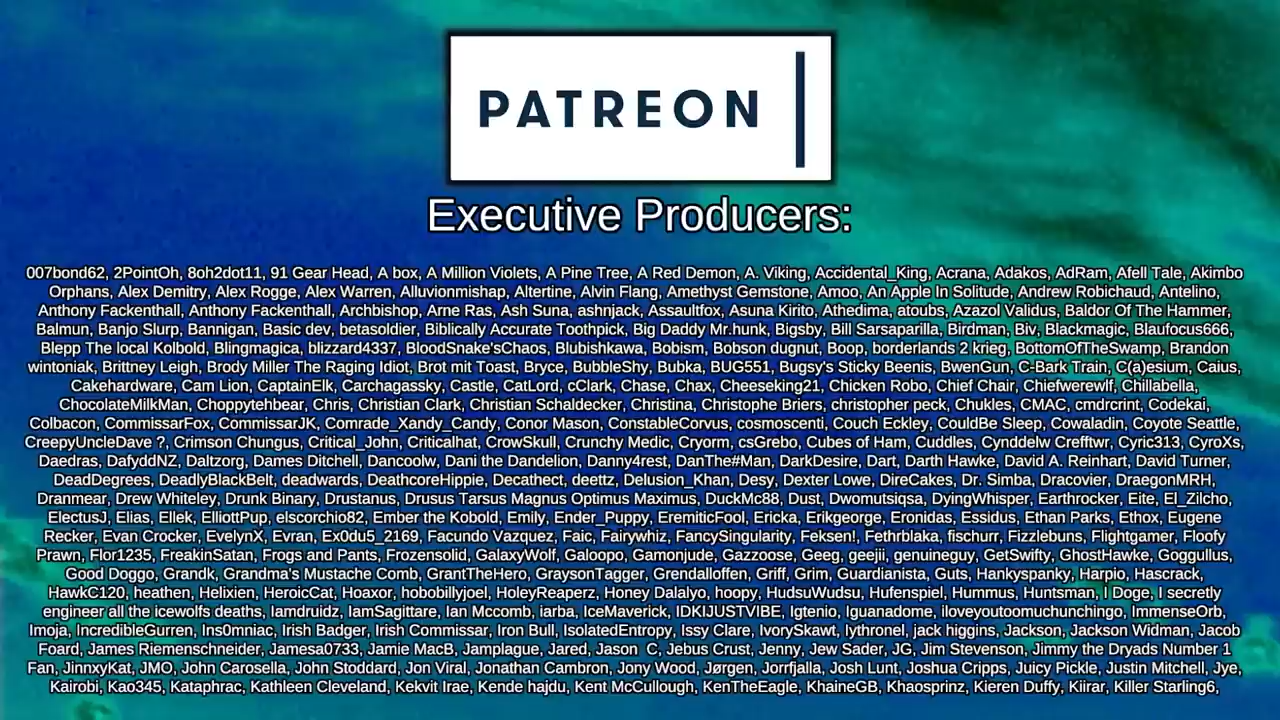 PATREON
Executive Producers:
007bond62, 2PointOh, 8oh2dot11, 91 Gear Head, A box, A Million Violets, A Pine Tree, A Red Demon, A. Viking, Accidental_King, Acrana, Adakos, AdRam, Afell Tale, Akimbo
Orphans, Alex Demitry, Alex Rogge, Alex Warren, Alluvionmishap, Altertine, Alvin Flang, Amethyst Gemstone, Amoo, An Apple In Solitude, Andrew Robichaud, Antelino,
Anthony Fackenthall, Anthony Fackenthall, Archbishop, Arne Ras, Ash Suna, ashnjack, Assaultfox, Asuna Kirito, Athedima, atoubs, Azazol Validus, Baldor Of The Hammer,
Balmun, Banjo Slurp, Bannigan, Basic dev, betasoldier, Biblically Accurate Toothpick, Big Daddy Mr.hunk, Bigsby, Bill Sarsaparilla, Birdman, Biv, Blackmagic, Blaufocus666,
Blepp The local Kolbold, Blingmagica, blizzard4337, BloodSnake'sChaos, Blubishkawa, Bobism, Bobson dugnut, Boop, borderlands 2 krieg, BottomOfTheSwamp, Brandon
wintoniak, Brittney Leigh, Brody Miller The Raging Idiot, Brot mit Toast, Bryce, BubbleShy, Bubka, BUG551, Bugsy's Sticky Beenis, BwenGun, C-Bark Train, C(a)esium, Caius,
Cakehardware, Cam Lion, CaptainElk, Carchagassky, Castle, CatLord, cClark, Chase, Chax, Cheeseking21, Chicken Robo, Chief Chair, Chiefwerewlf, Chillabella,
ChocolateMilkMan, Choppytehbear, Chris, Christian Clark, Christian Schaldecker, Christina, Christophe Briers, christopher peck, Chukles, CMAC, cmdrcrint, Codekai,
Colbacon, CommissarFox, CommissarJK, Comrade_Xandy_Candy, Conor Mason, ConstableCorvus, cosmoscenti, Couch Eckley, CouldBe Sleep, Cowaladin, Coyote Seattle,
CreepyUncleDave ?, Crimson Chungus, Critical_John, Criticalhat, CrowSkull, Crunchy Medic, Cryorm, csGrebo, Cubes of Ham, Cuddles, Cynddelw Crefftwr, Cyric313, CyroXs,
Daedras, DafyddNZ, Daltzorg, Dames Ditchell, Dancoolw, Dani the Dandelion, Danny4rest, DanThe#Man, DarkDesire, Dart, Darth Hawke, David A. Reinhart, David Turner,
DeadDegrees, DeadlyBlackBelt, deadwards, DeathcoreHippie, Decathect, deettz, Delusion_Khan, Desy, Dexter Lowe, DireCakes, Dr. Simba, Dracovier, DraegonMRH,
Dranmear, Drew Whiteley, Drunk Binary, Drustanus, Drusus Tarsus Magnus Optimus Maximus, DuckMc88, Dust, Dwomutsiqsa, DyingWhisper, Earthrocker, Eite, El_Zilcho,
ElectusJ, Elias, Ellek, ElliottPup, elscorchio82, Ember the Kobold, Emily, Ender_Puppy, EremiticFool, Ericka, Erikgeorge, Eronidas, Essidus, Ethan Parks, Ethox, Eugene
Recker, Evan Crocker, EvelynX, Evran, Ex0du5_2169, Facundo Vazquez, Faic, Fairywhiz, FancySingularity, Feksen!, Fethrblaka, fischurr, Fizzlebuns, Flightgamer, Floofy
Prawn, Flor1235, FreakinSatan, Frogs and Pants, Frozensolid, GalaxyWolf, Galoopo, Gamonjude, Gazzoose, Geeg, geejii, genuineguy, GetSwifty, GhostHawke, Goggullus,
Good Doggo, Grandk, Grandma's Mustache Comb, GrantTheHero, GraysonTagger, Grendalloffen, Griff, Grim, Guardianista, Guts, Hankyspanky, Harpio, Hascrack,
HawkC120, heathen, Helixien, HeroicCat, Hoaxor, hobobillyjoel, HoleyReaperz, Honey Dalalyo, hoopy, HudsuWudsu, Hufenspiel, Hummus, Huntsman, I Doge, I secretly
engineer all the icewolfs deaths, Iamdruidz, IamSagittare, Ian Mccomb, iarba, IceMaverick, IDKIJUSTVIBE, Igtenio, Iguanadome, iloveyoutoomuchunchingo, ImmenseOrb,
Imoja, IncredibleGurren, Ins0mniac, Irish Badger, Irish Commissar, Iron Bull, IsolatedEntropy, Issy Clare, IvorySkawt, Iythronel, jack higgins, Jackson, Jackson Widman, Jacob
Foard, James Riemenschneider, Jamesa0733, Jamie MacB, Jamplague, Jared, Jason  C, Jebus Crust, Jenny, Jew Sader, JG, Jim Stevenson, Jimmy the Dryads Number 1
Fan, JinnxyKat, JMO, John Carosella, John Stoddard, Jon Viral, Jonathan Cambron, Jony Wood, Jørgen, Jorrfjalla, Josh Lunt, Joshua Cripps, Juicy Pickle, Justin Mitchell, Jye,
Kairobi, Kao345, Kataphrac, Kathleen Cleveland, Kekvit Irae, Kende hajdu, Kent McCullough, KenTheEagle, KhaineGB, Khaosprinz, Kieren Duffy, Kiirar, Killer Starling6,